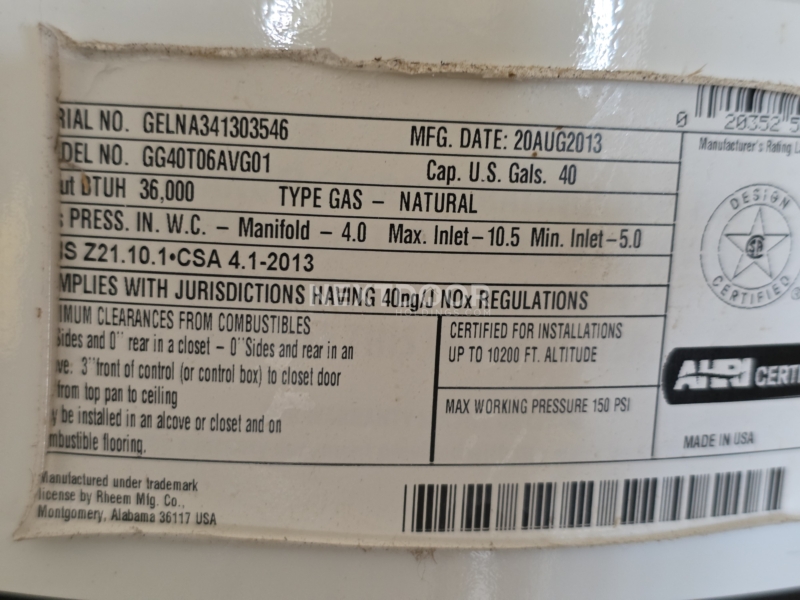 RIAL NO. GELNA341303546
MFG. DATE: 20AUG2013
DEL NO. GG40T06AVG01
Cap. U.S. Gals. 40
ut BTUH 36,000 TYPE GAS – NATURAL
PRESS. IN. W.C. – Manifold – 4.0 Max. Inlet–10.5 Min. Inlet–5.0
S Z21.10.1•CSA 4.1-2013
MPLIES WITH JURISDICTIONS HAVING 40ng/J NOx REGULATIONS
IMUM CLEARANCES FROM COMBUSTIBLES
Sides and 0" rear in a closet – 0"Sides and rear in an
ve: 3"front of control (or control box) to closet door
from top pan to ceiling
y be installed in an alcove or closet and on
mbustible flooring.
CERTIFIED FOR INSTALLATIONS
UP TO 10200 FT. ALTITUDE
MAX WORKING PRESSURE 150 PSI
Manufactured under trademark
license by Rheem Mfg. Co.,
Montgomery, Alabama 36117 USA
0 20352 5
Manufacturer's Rating
DESIGN
CERTIFIED
AHRI CERTI
MADE IN USA